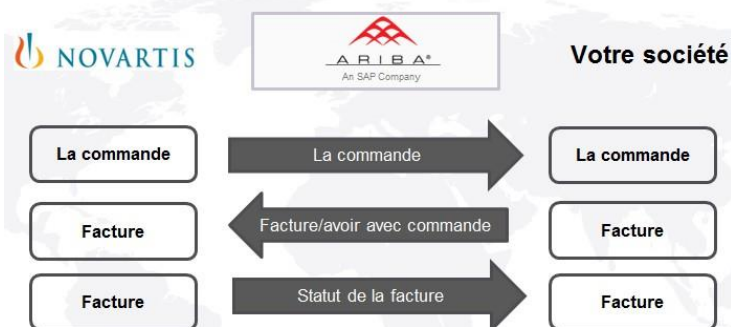 NOVARTIS
ARIBA®
An SAP Company
Votre société
La commande
La commande
La commande
Facture
Facture/avoir avec commande
Facture
Facture
Statut de la facture
Facture